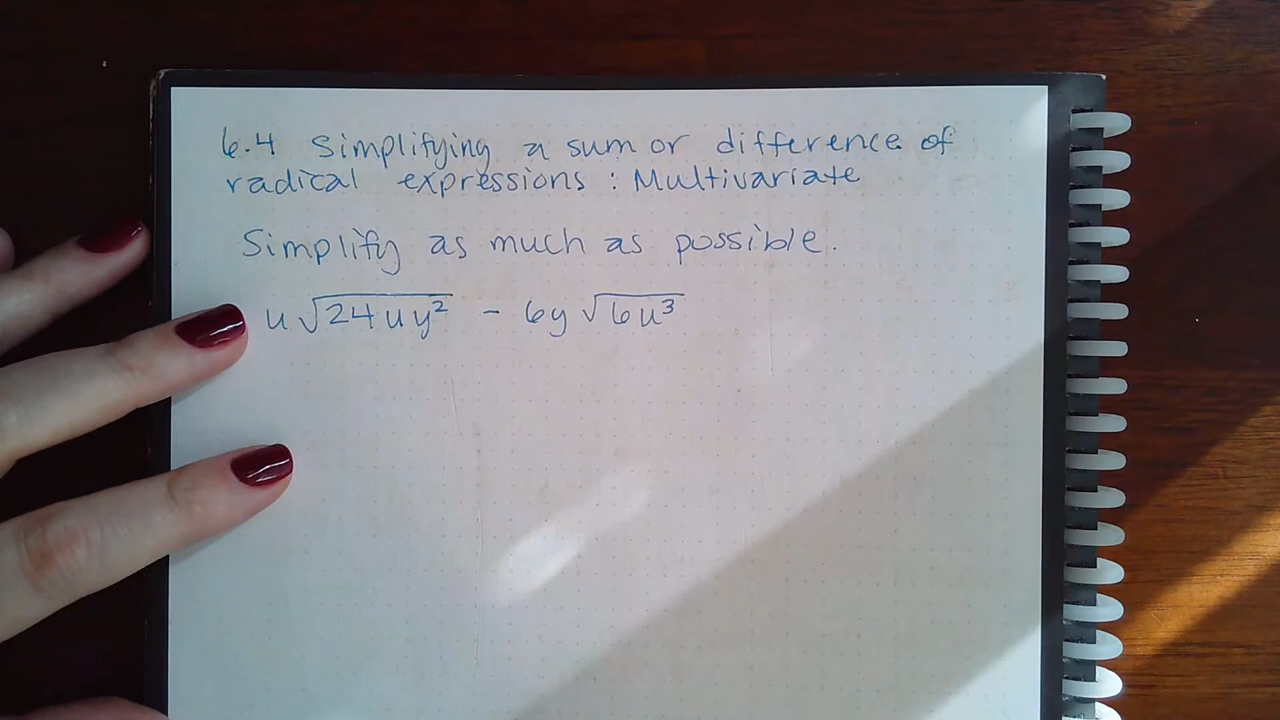 6.4 Simplifying a sum or difference of
radical expressions : Multivariate
Simplify as much as possible.
u√24uy² - 6y√6u³